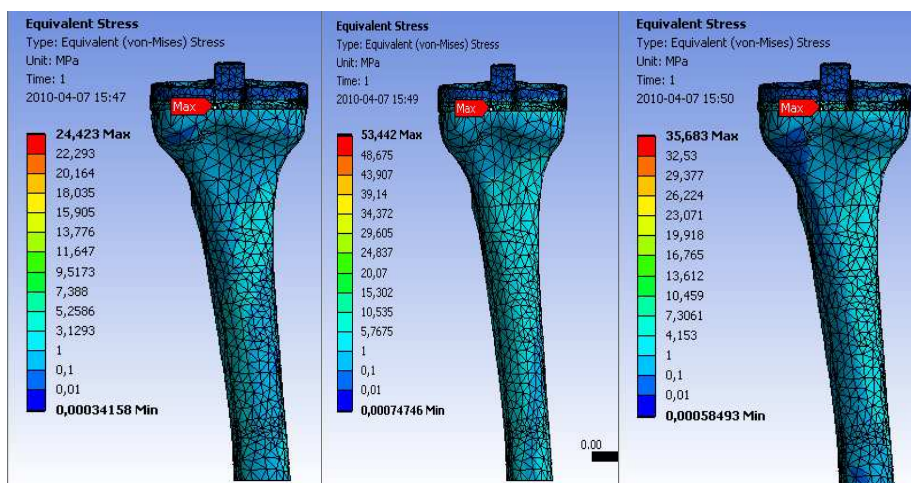 Equivalent Stress
Type: Equivalent (von-Mises) Stress
Unit: MPa
Time: 1
2010-04-07 15:47
Max
24,423 Max
22,293
20,164
18,035
15,905
13,776
11,647
9,5173
7,388
5,2586
3,1293
1
0,1
0,01
0,00034158 Min
Equivalent Stress
Type: Equivalent (von-Mises) Stress
Unit: MPa
Time: 1
2010-04-07 15:49
Max
53,442 Max
48,675
43,907
39,14
34,372
29,605
24,837
20,07
15,302
10,535
5,7675
1
0,1
0,01
0,00074746 Min
0.00
Equivalent Stress
Type: Equivalent (von-Mises) Stress
Unit: MPa
Time: 1
2010-04-07 15:50
Max
35,683 Max
32,53
29,377
26,224
23,071
19,918
16,765
13,612
10,459
7,3061
4,153
1
0,1
0,01
0,00058493 Min